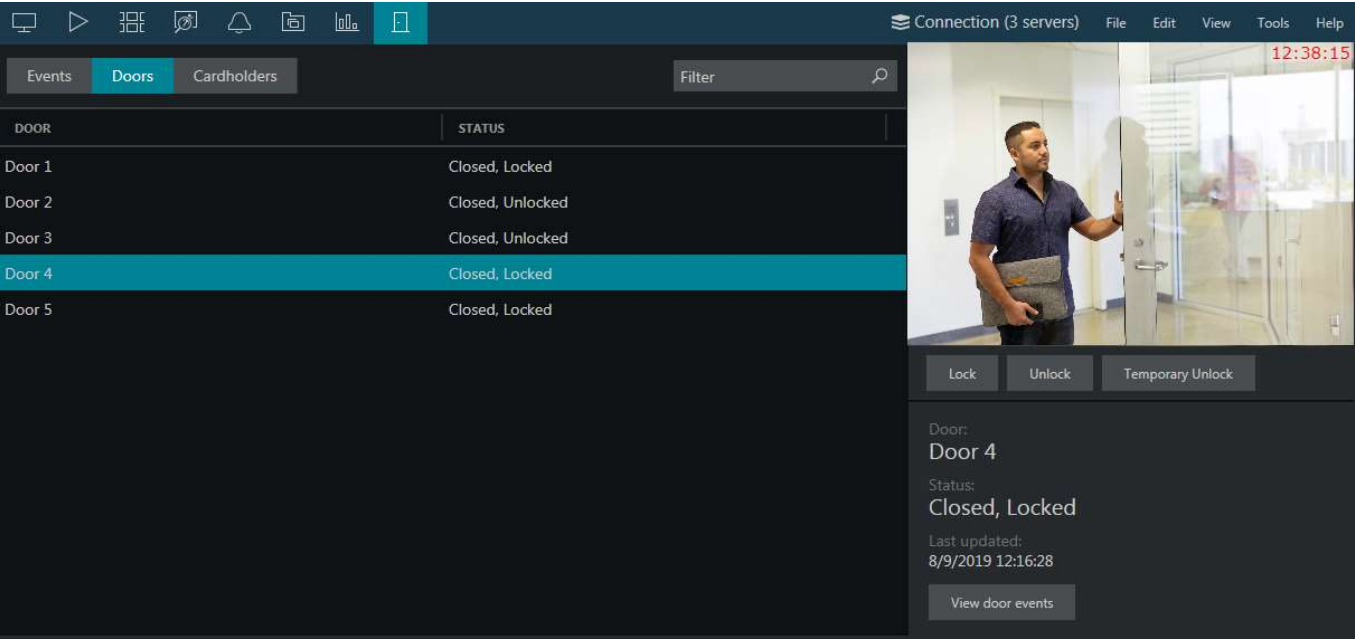 Connection (3 servers) File Edit View Tools Help
Events Doors Cardholders Filter
12:38:15
DOOR STATUS
Door 1 Closed, Locked
Door 2 Closed, Unlocked
Door 3 Closed, Unlocked
Door 4 Closed, Locked
Door 5 Closed, Locked
Lock Unlock Temporary Unlock
Door:
Door 4
Status:
Closed, Locked
Last updated:
8/9/2019 12:16:28
View door events